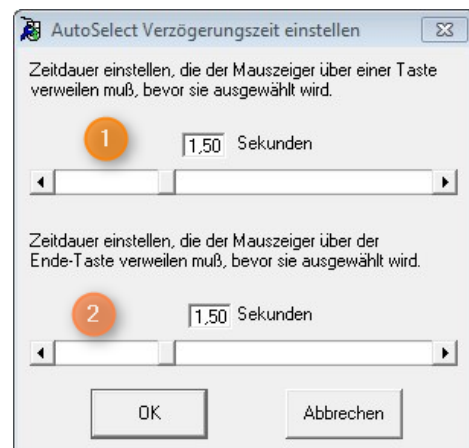 AutoSelect Verzögerungszeit einstellen
Zeitdauer einstellen, die der Mauszeiger über einer Taste
verweilen muß, bevor sie ausgewählt wird.
1
1,50 Sekunden
Zeitdauer einstellen, die der Mauszeiger über der
Ende-Taste verweilen muß, bevor sie ausgewählt wird.
2
1,50 Sekunden
OK Abbrechen